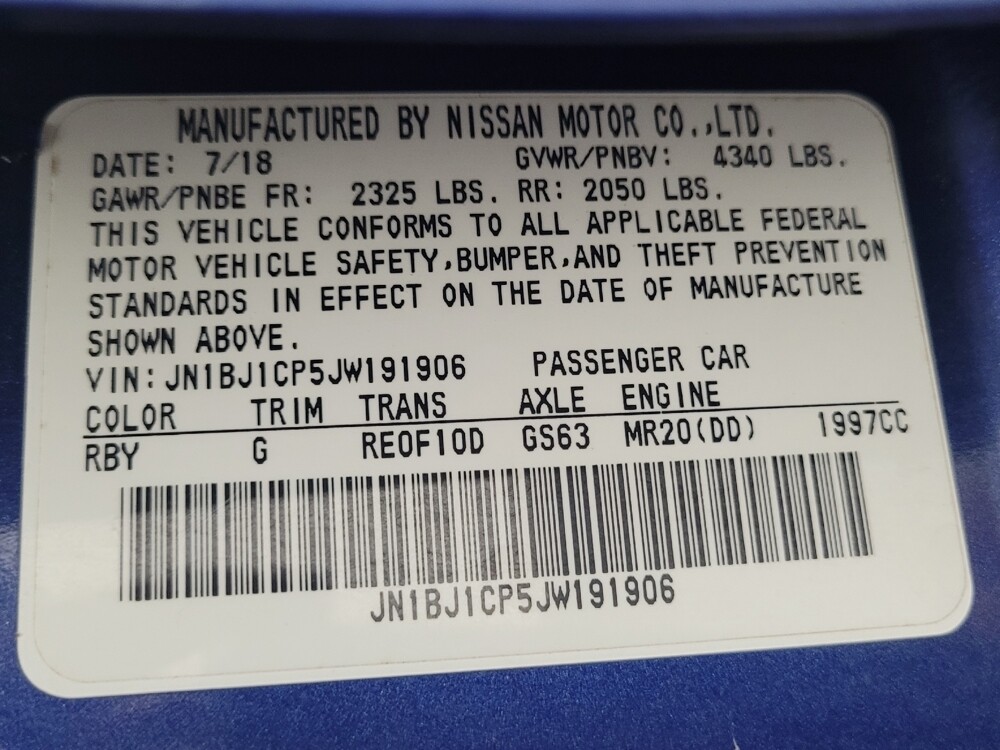 MANUFACTURED BY NISSAN MOTOR CO.,LTD.
DATE: 7/18 GVWR/PNBV: 4340 LBS.
GAWR/PNBE FR: 2325 LBS. RR: 2050 LBS.
THIS VEHICLE CONFORMS TO ALL APPLICABLE FEDERAL
MOTOR VEHICLE SAFETY,BUMPER,AND THEFT PREVENTION
STANDARDS IN EFFECT ON THE DATE OF MANUFACTURE
SHOWN ABOVE.
VIN:JN1BJ1CP5JW191906 PASSENGER CAR
COLOR TRIM TRANS AXLE ENGINE
RBY G RE0F10D GS63 MR20(DD) 1997CC
JN1BJ1CP5JW191906